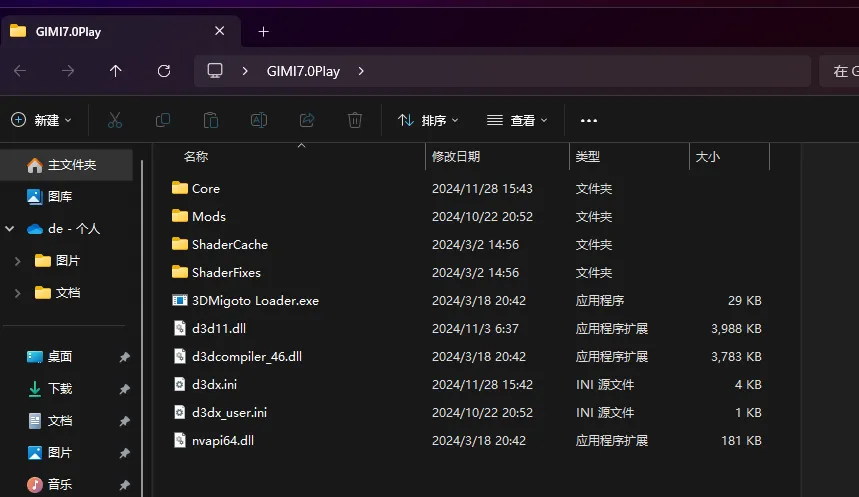 GIMI7.0Play
GIMI7.0Play
在 G
新建
排序
查看
名称 修改日期 类型 大小
主文件夹
图库
de - 个人
图片
文档
桌面
下载
文档
图片
音乐
Core 2024/11/28 15:43 文件夹
Mods 2024/10/22 20:52 文件夹
ShaderCache 2024/3/2 14:56 文件夹
ShaderFixes 2024/3/2 14:56 文件夹
3DMigoto Loader.exe 2024/3/18 20:42 应用程序 29 KB
d3d11.dll 2024/11/3 6:37 应用程序扩展 3,988 KB
d3dcompiler_46.dll 2024/3/18 20:42 应用程序扩展 3,783 KB
d3dx.ini 2024/11/28 15:42 INI 源文件 4 KB
d3dx_user.ini 2024/10/22 20:52 INI 源文件 1 KB
nvapi64.dll 2024/3/18 20:42 应用程序扩展 181 KB